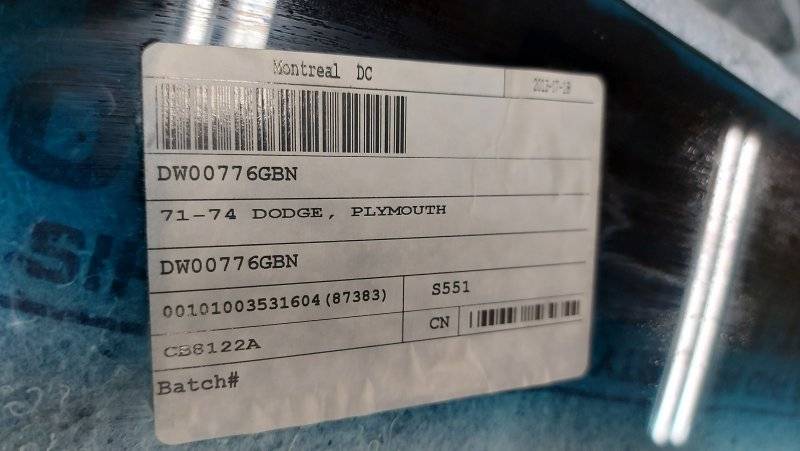 Montreal DC
DW00776GBN
71-74 DODGE, PLYMOUTH
DW00776GBN
00101003531604(87383)
S551
CB8122A
CN
Batch#